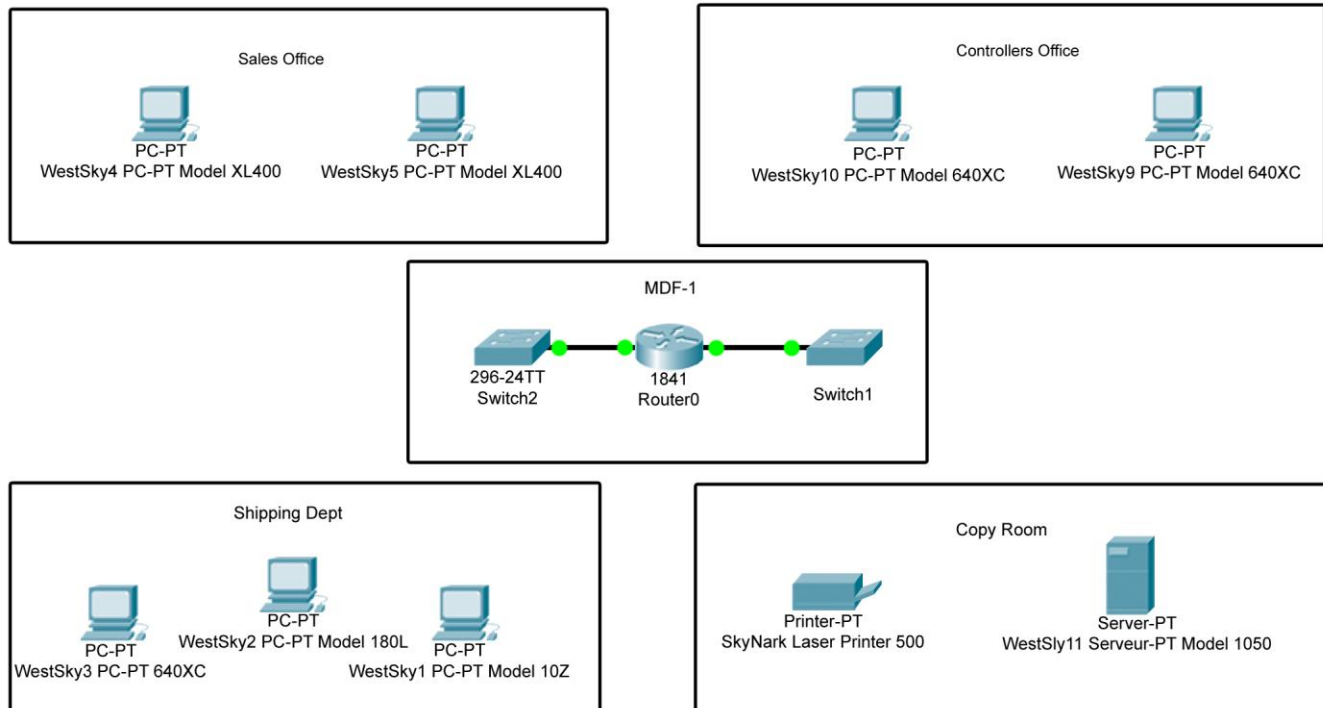 Sales Office
PC-PT
WestSky4 PC-PT Model XL400
PC-PT
WestSky5 PC-PT Model XL400
Controllers Office
PC-PT
WestSky10 PC-PT Model 640XC
PC-PT
WestSky9 PC-PT Model 640XC
MDF-1
296-24TT
Switch2
1841
Router0
Switch1
Shipping Dept
PC-PT
WestSky3 PC-PT 640XC
PC-PT
WestSky2 PC-PT Model 180L
PC-PT
WestSky1 PC-PT Model 10Z
Copy Room
Printer-PT
SkyNark Laser Printer 500
Server-PT
WestSly11 Serveur-PT Model 1050